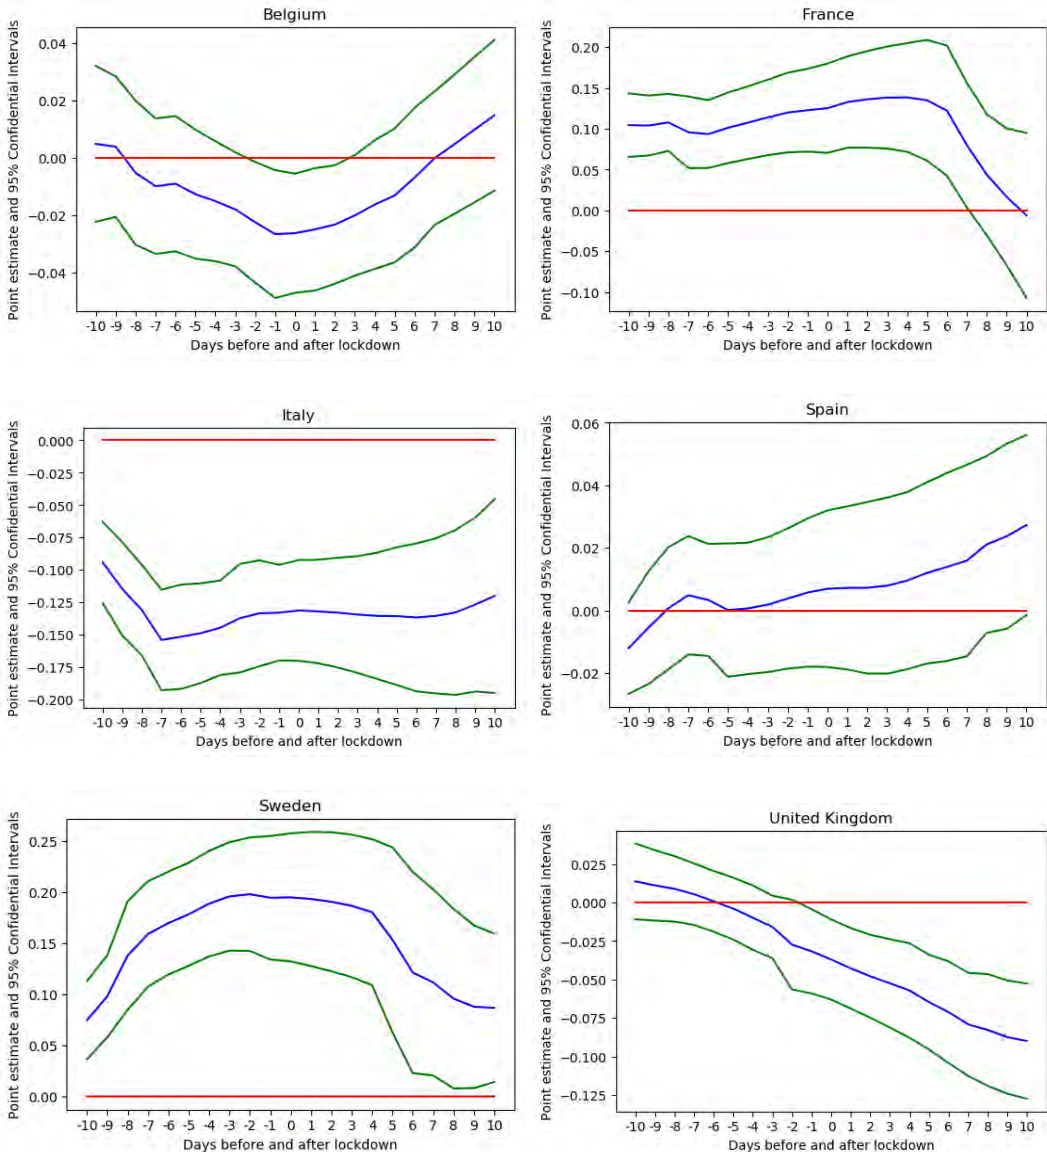 Belgium
Point estimate and 95% Confidential Intervals
0.04
0.02
0.00
−0.02
−0.04
-10 -9 -8 -7 -6 -5 -4 -3 -2 -1 0 1 2 3 4 5 6 7 8 9 10
Days before and after lockdown
France
Point estimate and 95% Confidential Intervals
0.20
0.15
0.10
0.05
0.00
−0.05
−0.10
-10 -9 -8 -7 -6 -5 -4 -3 -2 -1 0 1 2 3 4 5 6 7 8 9 10
Days before and after lockdown
Italy
Point estimate and 95% Confidential Intervals
0.000
−0.025
−0.050
−0.075
−0.100
−0.125
−0.150
−0.175
−0.200
-10 -9 -8 -7 -6 -5 -4 -3 -2 -1 0 1 2 3 4 5 6 7 8 9 10
Days before and after lockdown
Spain
Point estimate and 95% Confidential Intervals
0.06
0.04
0.02
0.00
−0.02
-10 -9 -8 -7 -6 -5 -4 -3 -2 -1 0 1 2 3 4 5 6 7 8 9 10
Days before and after lockdown
Sweden
Point estimate and 95% Confidential Intervals
0.25
0.20
0.15
0.10
0.05
0.00
-10 -9 -8 -7 -6 -5 -4 -3 -2 -1 0 1 2 3 4 5 6 7 8 9 10
Days before and after lockdown
United Kingdom
Point estimate and 95% Confidential Intervals
0.025
0.000
−0.025
−0.050
−0.075
−0.100
−0.125
-10 -9 -8 -7 -6 -5 -4 -3 -2 -1 0 1 2 3 4 5 6 7 8 9 10
Days before and after lockdown